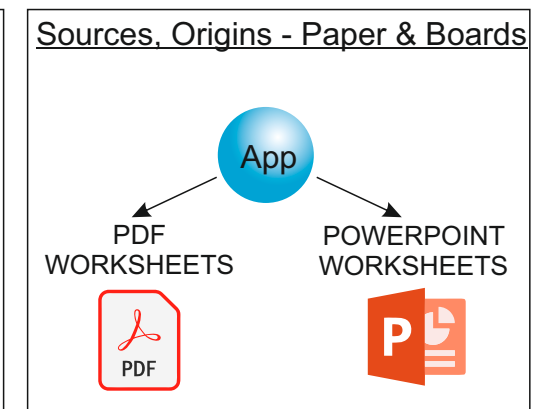 Sources, Origins - Paper & Boards
App
PDF
WORKSHEETS
POWERPOINT
WORKSHEETS
PDF
P